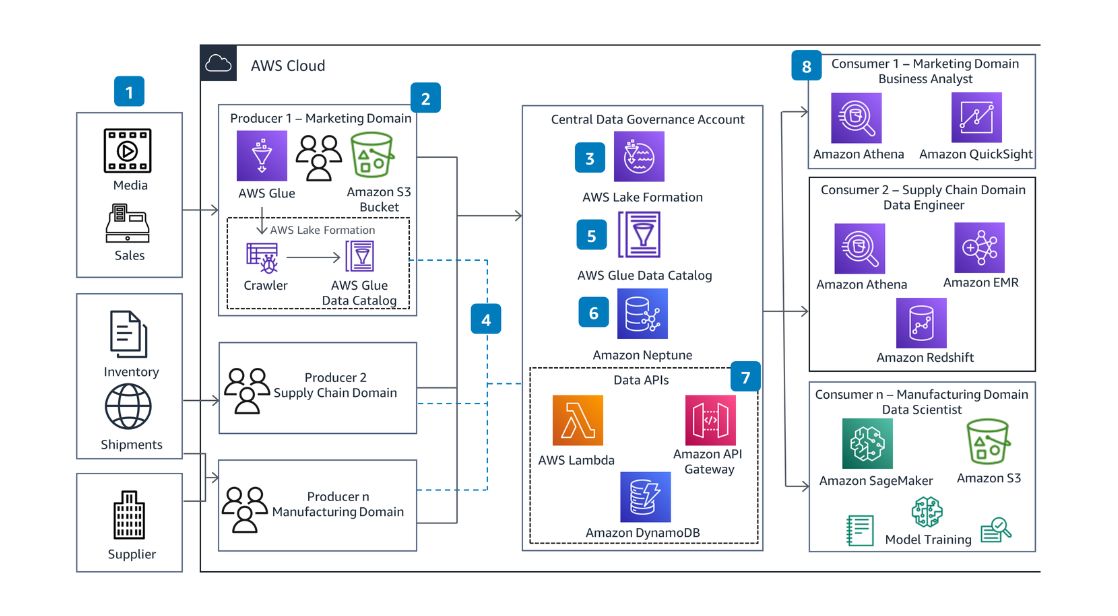 AWS Cloud
1
Media
Sales
Inventory
Shipments
Supplier
2
Producer 1 – Marketing Domain
AWS Glue
Amazon S3
Bucket
AWS Lake Formation
Crawler
AWS Glue
Data Catalog
Producer 2
Supply Chain Domain
Producer n
Manufacturing Domain
4
Central Data Governance Account
3
AWS Lake Formation
5
AWS Glue Data Catalog
6
Amazon Neptune
7
Data APIs
AWS Lambda
Amazon API
Gateway
Amazon DynamoDB
8
Consumer 1 – Marketing Domain
Business Analyst
Amazon Athena
Amazon QuickSight
Consumer 2 – Supply Chain Domain
Data Engineer
Amazon Athena
Amazon EMR
Amazon Redshift
Consumer n – Manufacturing Domain
Data Scientist
Amazon SageMaker
Amazon S3
Model Training